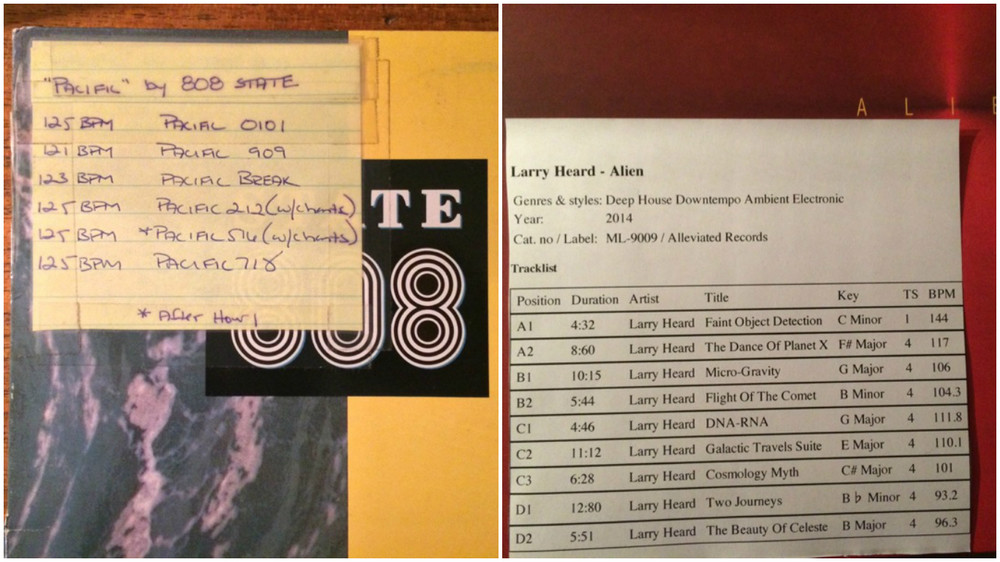 "PACIFIC" by 808 STATE
125 BPM PACIFIC 0101
121 BPM PACIFIC 909
123 BPM PACIFIC BREAK
125 BPM PACIFIC 212 (w/chants)
125 BPM *PACIFIC 516 (w/chants)
125 BPM PACIFIC 718
* After Hour 1
TE
808
ALIE
Larry Heard - Alien
Genres & styles: Deep House Downtempo Ambient Electronic
Year: 2014
Cat. no / Label: ML-9009 / Alleviated Records
Tracklist
Position Duration Artist Title Key TS BPM
A1 4:32 Larry Heard Faint Object Detection C Minor 1 144
A2 8:60 Larry Heard The Dance Of Planet X F# Major 4 117
B1 10:15 Larry Heard Micro-Gravity G Major 4 106
B2 5:44 Larry Heard Flight Of The Comet B Minor 4 104.3
C1 4:46 Larry Heard DNA-RNA G Major 4 111.8
C2 11:12 Larry Heard Galactic Travels Suite E Major 4 110.1
C3 6:28 Larry Heard Cosmology Myth C# Major 4 101
D1 12:80 Larry Heard Two Journeys B ♭ Minor 4 93.2
D2 5:51 Larry Heard The Beauty Of Celeste B Major 4 96.3